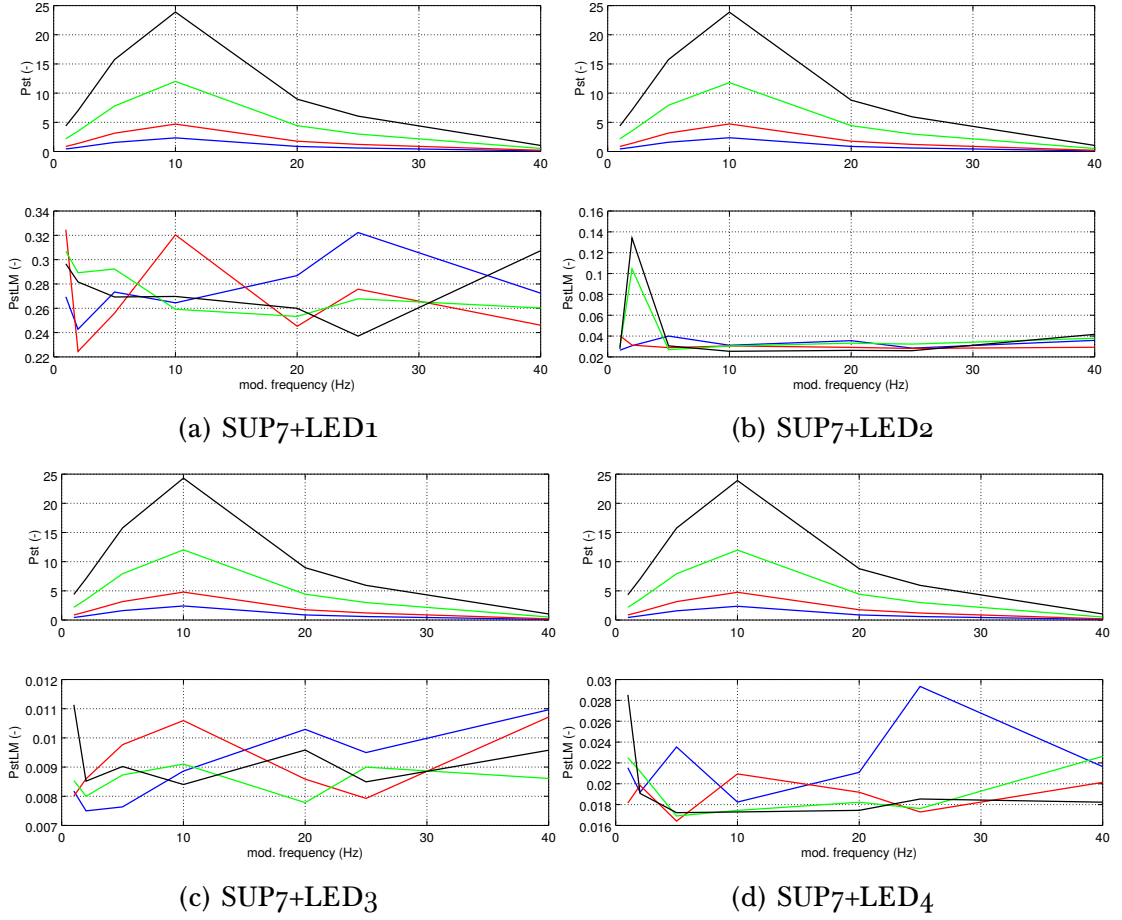 25
20
15
10
5
0
Pst (-)
0 10 20 30 40
0.34
0.32
0.3
0.28
0.26
0.24
0.22
PstLM (-)
0 10 20 30 40
mod. frequency (Hz)
(a) SUP7+LED1
25
20
15
10
5
0
Pst (-)
0 10 20 30 40
0.16
0.14
0.12
0.1
0.08
0.06
0.04
0.02
PstLM (-)
0 10 20 30 40
mod. frequency (Hz)
(b) SUP7+LED2
25
20
15
10
5
0
Pst (-)
0 10 20 30 40
0.012
0.011
0.01
0.009
0.008
0.007
PstLM (-)
0 10 20 30 40
mod. frequency (Hz)
(c) SUP7+LED3
25
20
15
10
5
0
Pst (-)
0 10 20 30 40
0.03
0.028
0.026
0.024
0.022
0.02
0.018
0.016
PstLM (-)
0 10 20 30 40
mod. frequency (Hz)
(d) SUP7+LED4